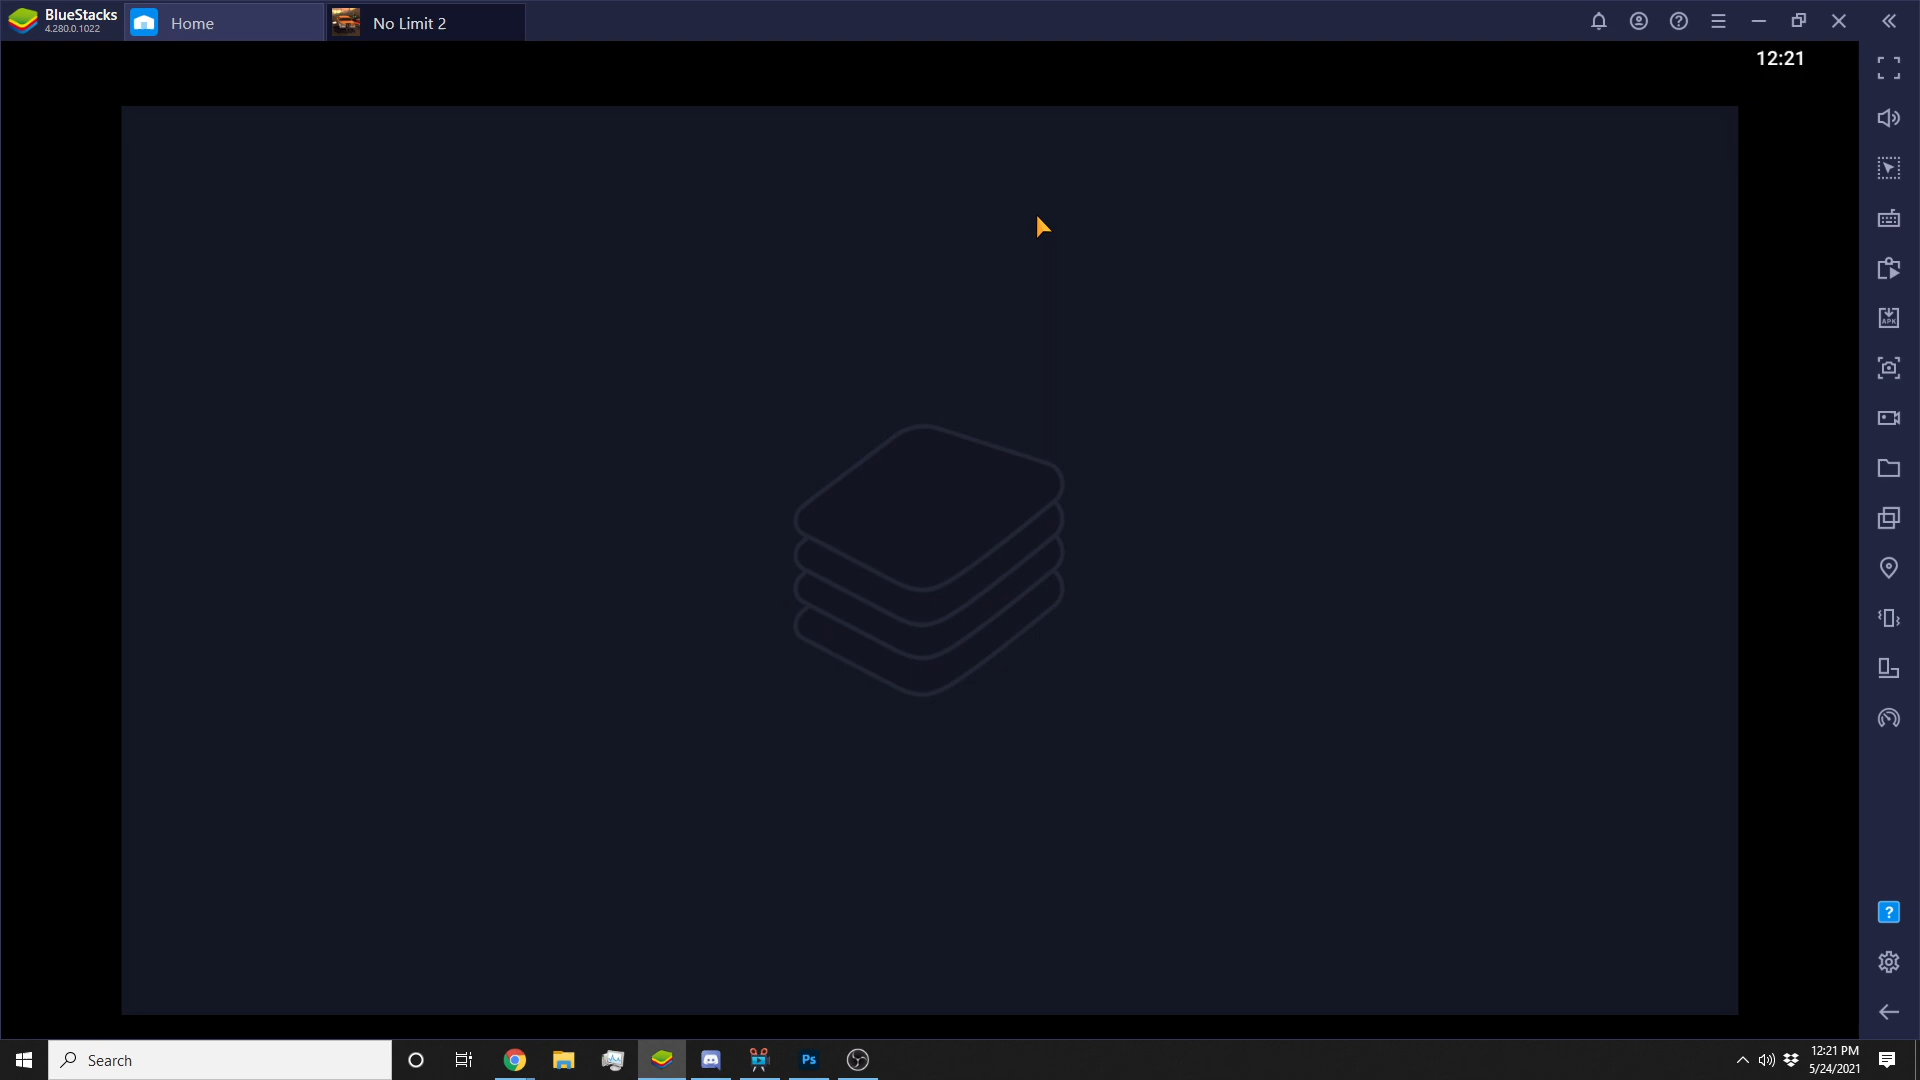 BlueStacks
4.280.0.1022
Home
No Limit 2
12:21
APK
?
Search
Ps
12:21 PM
5/24/2021